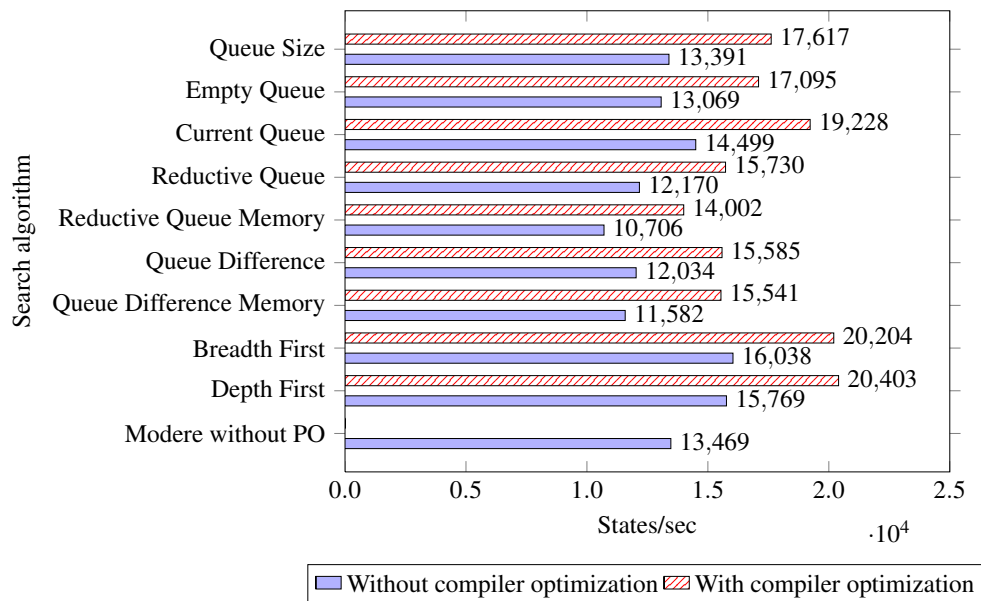 Search algorithm
Queue Size
17,617
13,391
Empty Queue
17,095
13,069
Current Queue
19,228
14,499
Reductive Queue
15,730
12,170
Reductive Queue Memory
14,002
10,706
Queue Difference
15,585
12,034
Queue Difference Memory
15,541
11,582
Breadth First
20,204
16,038
Depth First
20,403
15,769
Modere without PO
13,469
0.0 0.5 1.0 1.5 2.0 2.5
States/sec
·10⁴
Without compiler optimization With compiler optimization